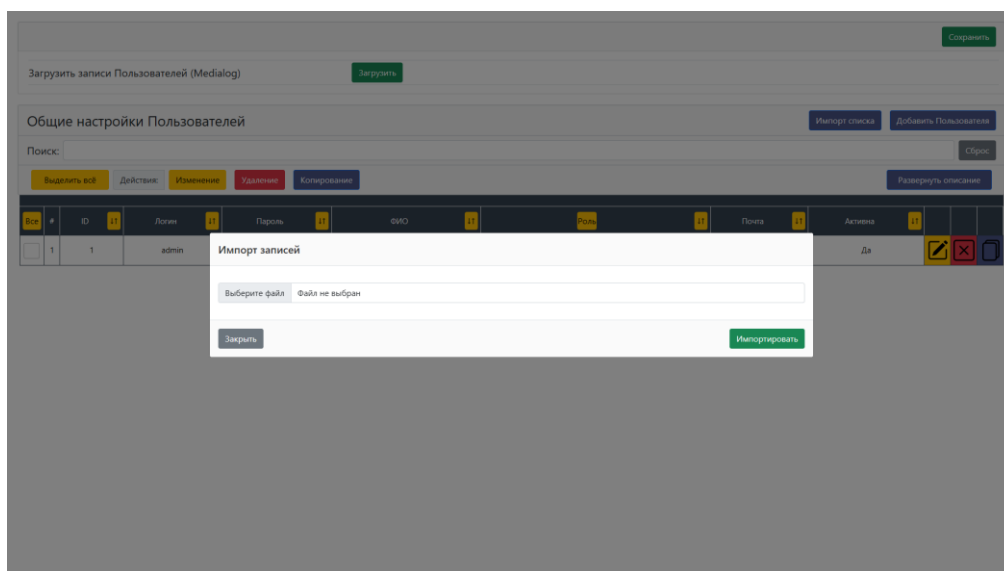 Сохранить
Загрузить записи Пользователей (Medialog) Загрузить
Общие настройки Пользователей Импорт списка Добавить Пользователя
Поиск: Сброс
Выделить всё Действия: Изменение Удаление Копирование Развернуть описание
Все # ID ↓↑ Логин ↓↑ Пароль ↓↑ ФИО ↓↑ Роль ↓↑ Почта ↓↑ Активна ↓↑
1 1 admin Да
Импорт записей
Выберите файл Файл не выбран
Закрыть Импортировать